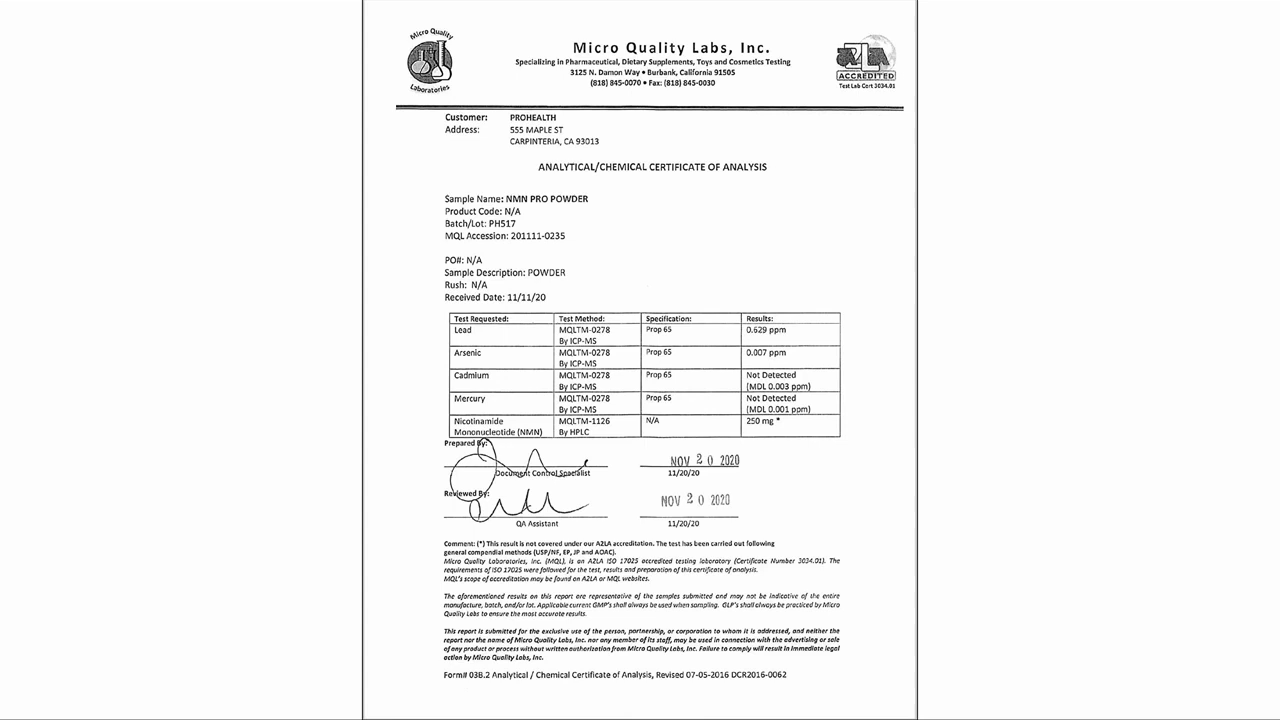 Micro Quality
Laboratories
Micro Quality Labs, Inc.
Specializing in Pharmaceutical, Dietary Supplements, Toys and Cosmetics Testing
3125 N. Damon Way • Burbank, California 91505
(818) 845-0070 • Fax: (818) 845-0030
A2LA
ACCREDITED
Test Lab Cert 3034.01
Customer: PROHEALTH
Address: 555 MAPLE ST
CARPINTERIA, CA 93013
ANALYTICAL/CHEMICAL CERTIFICATE OF ANALYSIS
Sample Name: NMN PRO POWDER
Product Code: N/A
Batch/Lot: PH517
MQL Accession: 201111-0235
PO#: N/A
Sample Description: POWDER
Rush: N/A
Received Date: 11/11/20
Test Requested: Test Method: Specification: Results:
Lead MQLTM-0278 Prop 65 0.629 ppm
By ICP-MS
Arsenic MQLTM-0278 Prop 65 0.007 ppm
By ICP-MS
Cadmium MQLTM-0278 Prop 65 Not Detected
By ICP-MS (MDL 0.003 ppm)
Mercury MQLTM-0278 Prop 65 Not Detected
By ICP-MS (MDL 0.001 ppm)
Nicotinamide MQLTM-1126 N/A 250 mg *
Mononucleotide (NMN) By HPLC
Prepared By:
NOV 20 2020
Document Control Specialist 11/20/20
Reviewed By:
NOV 20 2020
QA Assistant 11/20/20
Comment: (*) This result is not covered under our A2LA accreditation. The test has been carried out following
general compendial methods (USP/NF, EP, JP and AOAC).
Micro Quality Laboratories, Inc. (MQL), is an A2LA ISO 17025 accredited testing laboratory (Certificate Number 3034.01). The
requirements of ISO 17025 were followed for the test, results and preparation of this certificate of analysis.
MQL's scope of accreditation may be found on A2LA or MQL websites.
The aforementioned results on this report are representative of the samples submitted and may not be indicative of the entire
manufacture, batch, and/or lot. Applicable current GMP's shall always be used when sampling. GLP's shall always be practiced by Micro
Quality Labs to ensure the most accurate results.
This report is submitted for the exclusive use of the person, partnership, or corporation to whom it is addressed, and neither the
report nor the name of Micro Quality Labs, Inc. nor any member of its staff, may be used in connection with the advertising or sale
of any product or process without written authorization from Micro Quality Labs, Inc. Failure to comply will result in immediate legal
action by Micro Quality Labs, Inc.
Form# 03B.2 Analytical / Chemical Certificate of Analysis, Revised 07-05-2016 DCR2016-0062